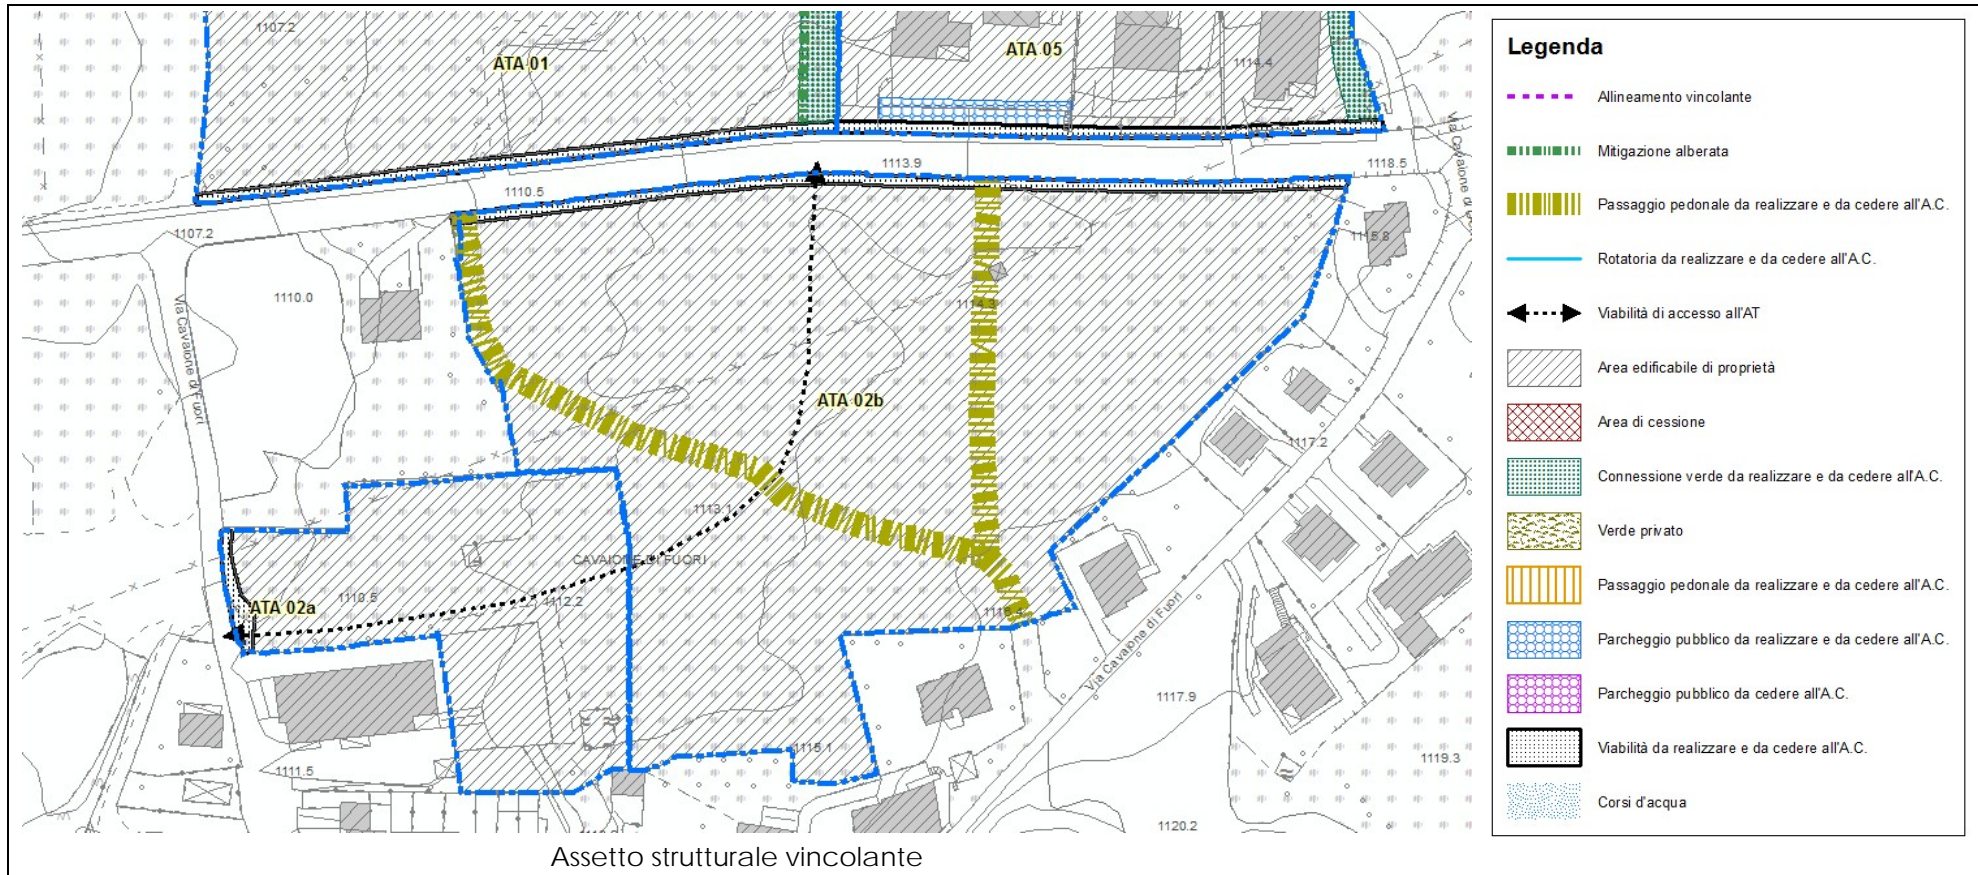 1107.2
ATA 01
ATA 05
1114.4
1113.9
1118.5
Via Cavaione di
1110.5
1107.2
1115.8
1110.0
Via Cavaione di Fuori
1114.3
ATA 02b
1117.2
1113.1
CAVAIONE DI FUORI
1110.5
1112.2
ATA 02a
1116.4
Via Cavaione di Fuori
1117.9
1115.1
1111.5
1119.3
1120.2
Assetto strutturale vincolante
Legenda
Allineamento vincolante
Mitigazione alberata
Passaggio pedonale da realizzare e da cedere all'A.C.
Rotatoria da realizzare e da cedere all'A.C.
Viabilità di accesso all'AT
Area edificabile di proprietà
Area di cessione
Connessione verde da realizzare e da cedere all'A.C.
Verde privato
Passaggio pedonale da realizzare e da cedere all'A.C.
Parcheggio pubblico da realizzare e da cedere all'A.C.
Parcheggio pubblico da cedere all'A.C.
Viabilità da realizzare e da cedere all'A.C.
Corsi d'acqua